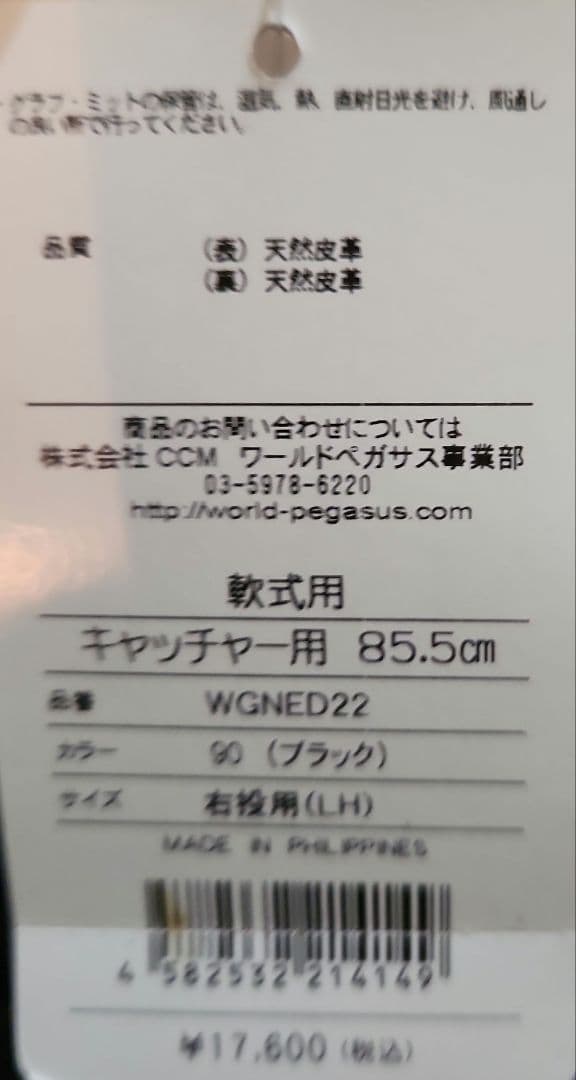 ・グラブ・ミットの保管は、湿気、熱、直射日光を避け、風通し
の良い所で行ってください。
品質 (表) 天然皮革
(裏) 天然皮革
商品のお問い合わせについては
株式会社CCM ワールドペガサス事業部
03-5978-6220
http://world-pegasus.com
軟式用
キャッチャー用 85.5cm
品番 WGNED22
カラー 90 (ブラック)
サイズ 右投用(LH)
MADE IN PHILIPPINES
4 582532 214149
¥17,600 (税込)